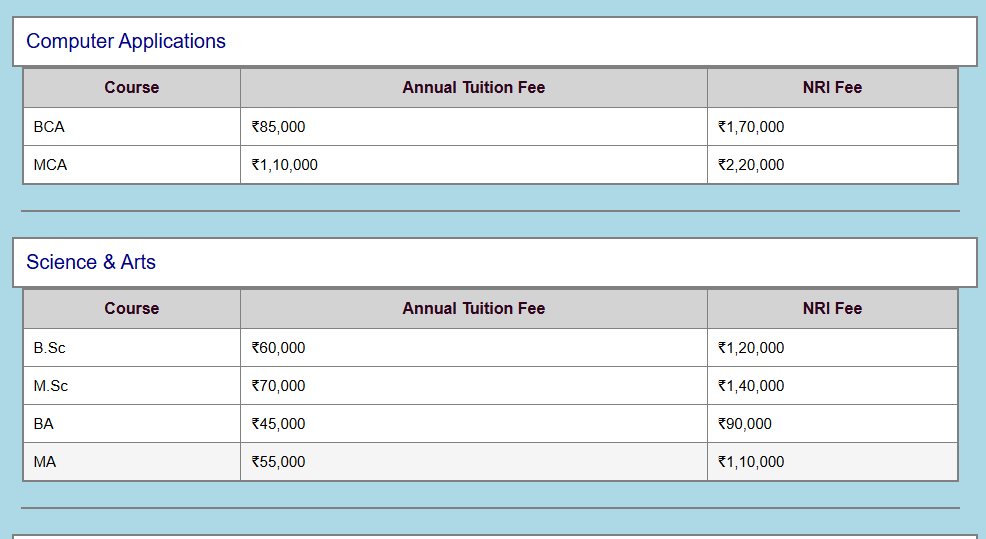 Computer Applications
Course Annual Tuition Fee NRI Fee
BCA ₹85,000 ₹1,70,000
MCA ₹1,10,000 ₹2,20,000
Science & Arts
Course Annual Tuition Fee NRI Fee
B.Sc ₹60,000 ₹1,20,000
M.Sc ₹70,000 ₹1,40,000
BA ₹45,000 ₹90,000
MA ₹55,000 ₹1,10,000